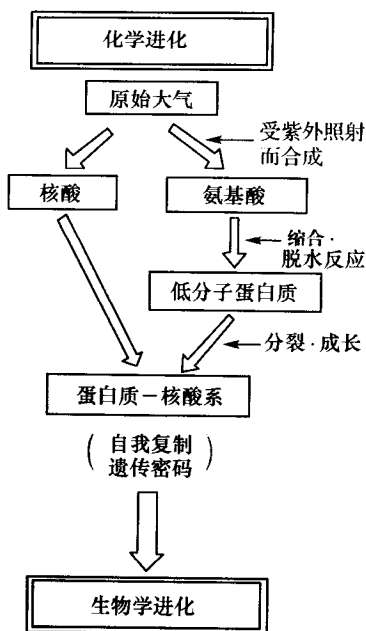 化学进化
原始大气
受紫外照射
而合成
核酸
氨基酸
缩合·
脱水反应
低分子蛋白质
分裂·成长
蛋白质－核酸系
(自我复制
遗传密码)
生物学进化